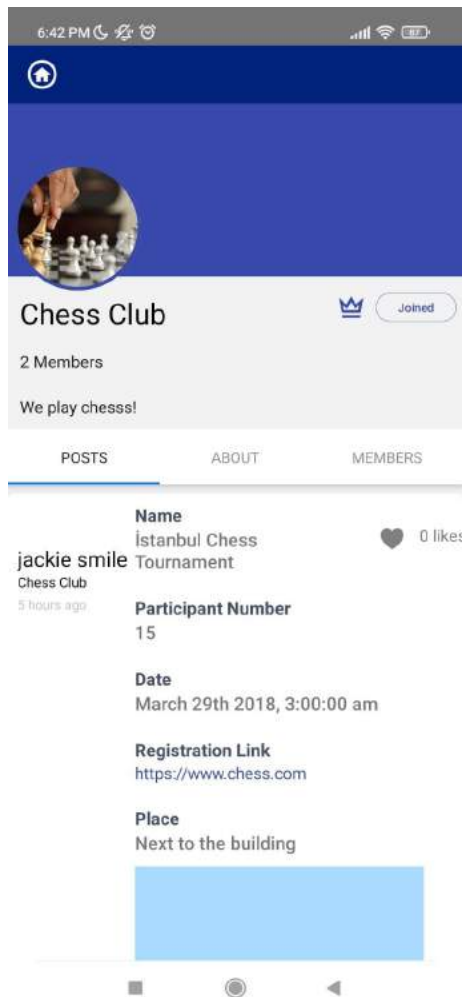 6:42 PM
87
Chess Club
Joined
2 Members
We play chesss!
POSTS
ABOUT
MEMBERS
jackie smile
Chess Club
5 hours ago
Name
İstanbul Chess
Tournament
0 likes
Participant Number
15
Date
March 29th 2018, 3:00:00 am
Registration Link
https://www.chess.com
Place
Next to the building